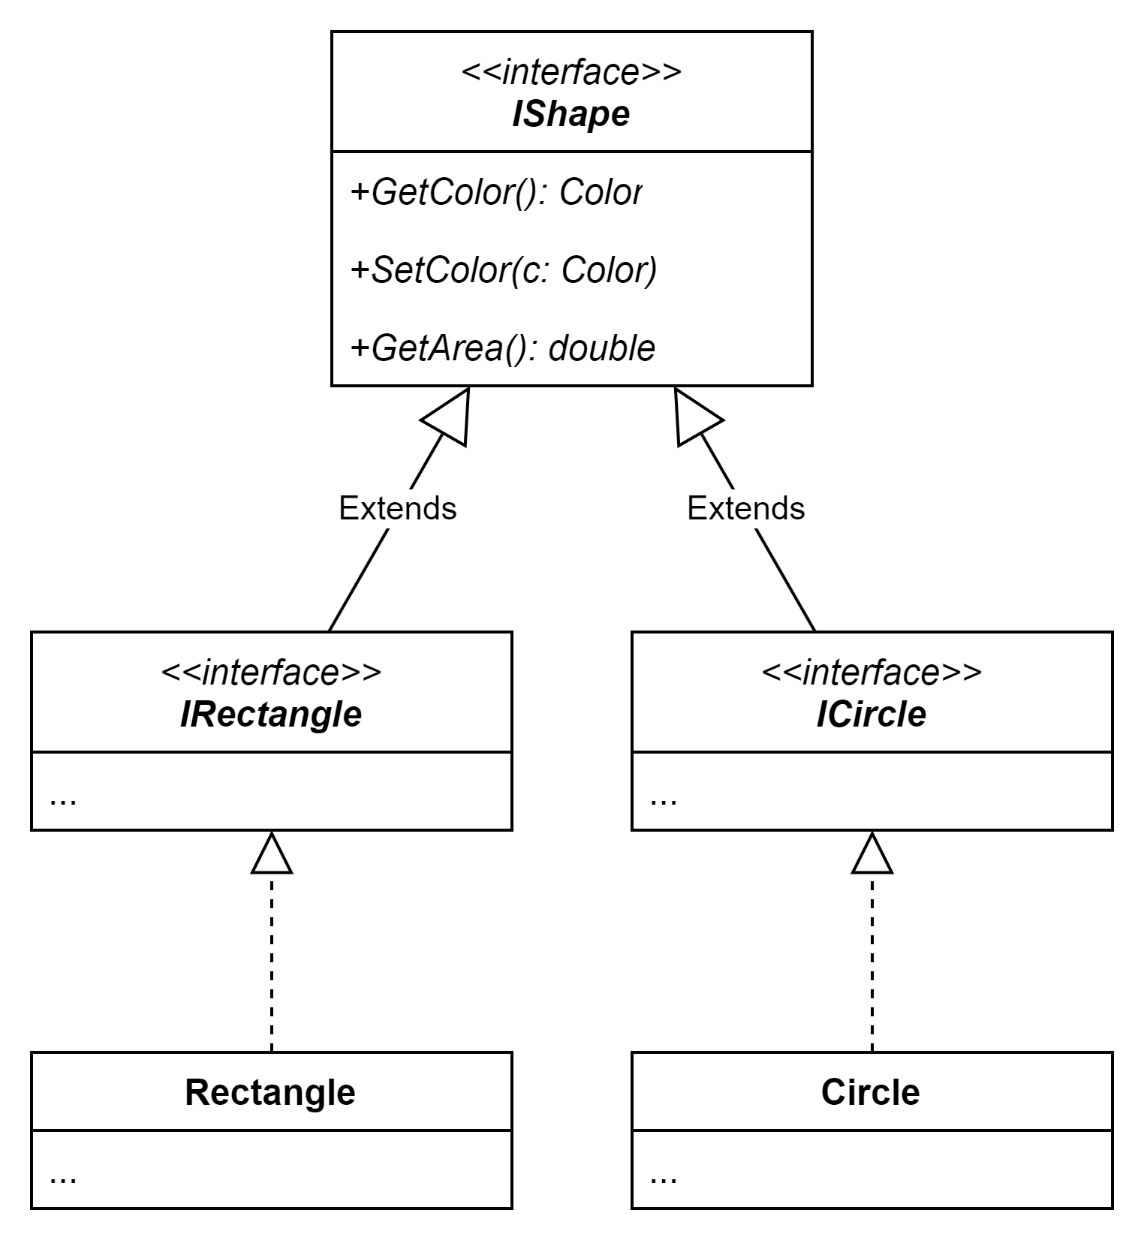 <<interface>>
IShape
+GetColor(): Color
+SetColor(c: Color)
+GetArea(): double
Extends
Extends
<<interface>>
IRectangle
...
<<interface>>
ICircle
...
Rectangle
...
Circle
...